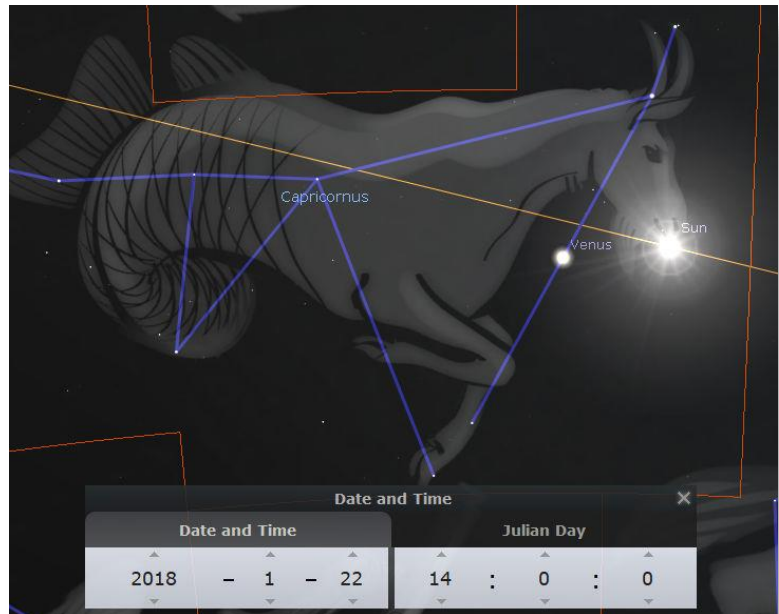 Sun
Venus
Capricornus
Date and Time
Date and Time Julian Day
2018 - 1 - 22 14 : 0 : 0